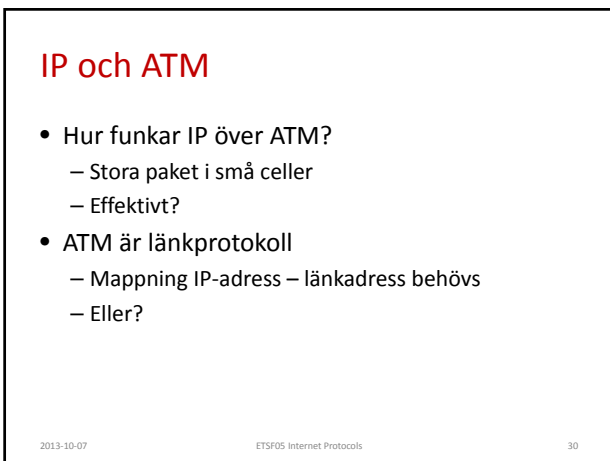 IP och ATM
• Hur funkar IP över ATM?
– Stora paket i små celler
– Effektivt?
• ATM är länkprotokoll
– Mappning IP-adress – länkadress behövs
– Eller?
2013-10-07 ETSF05 Internet Protocols 30